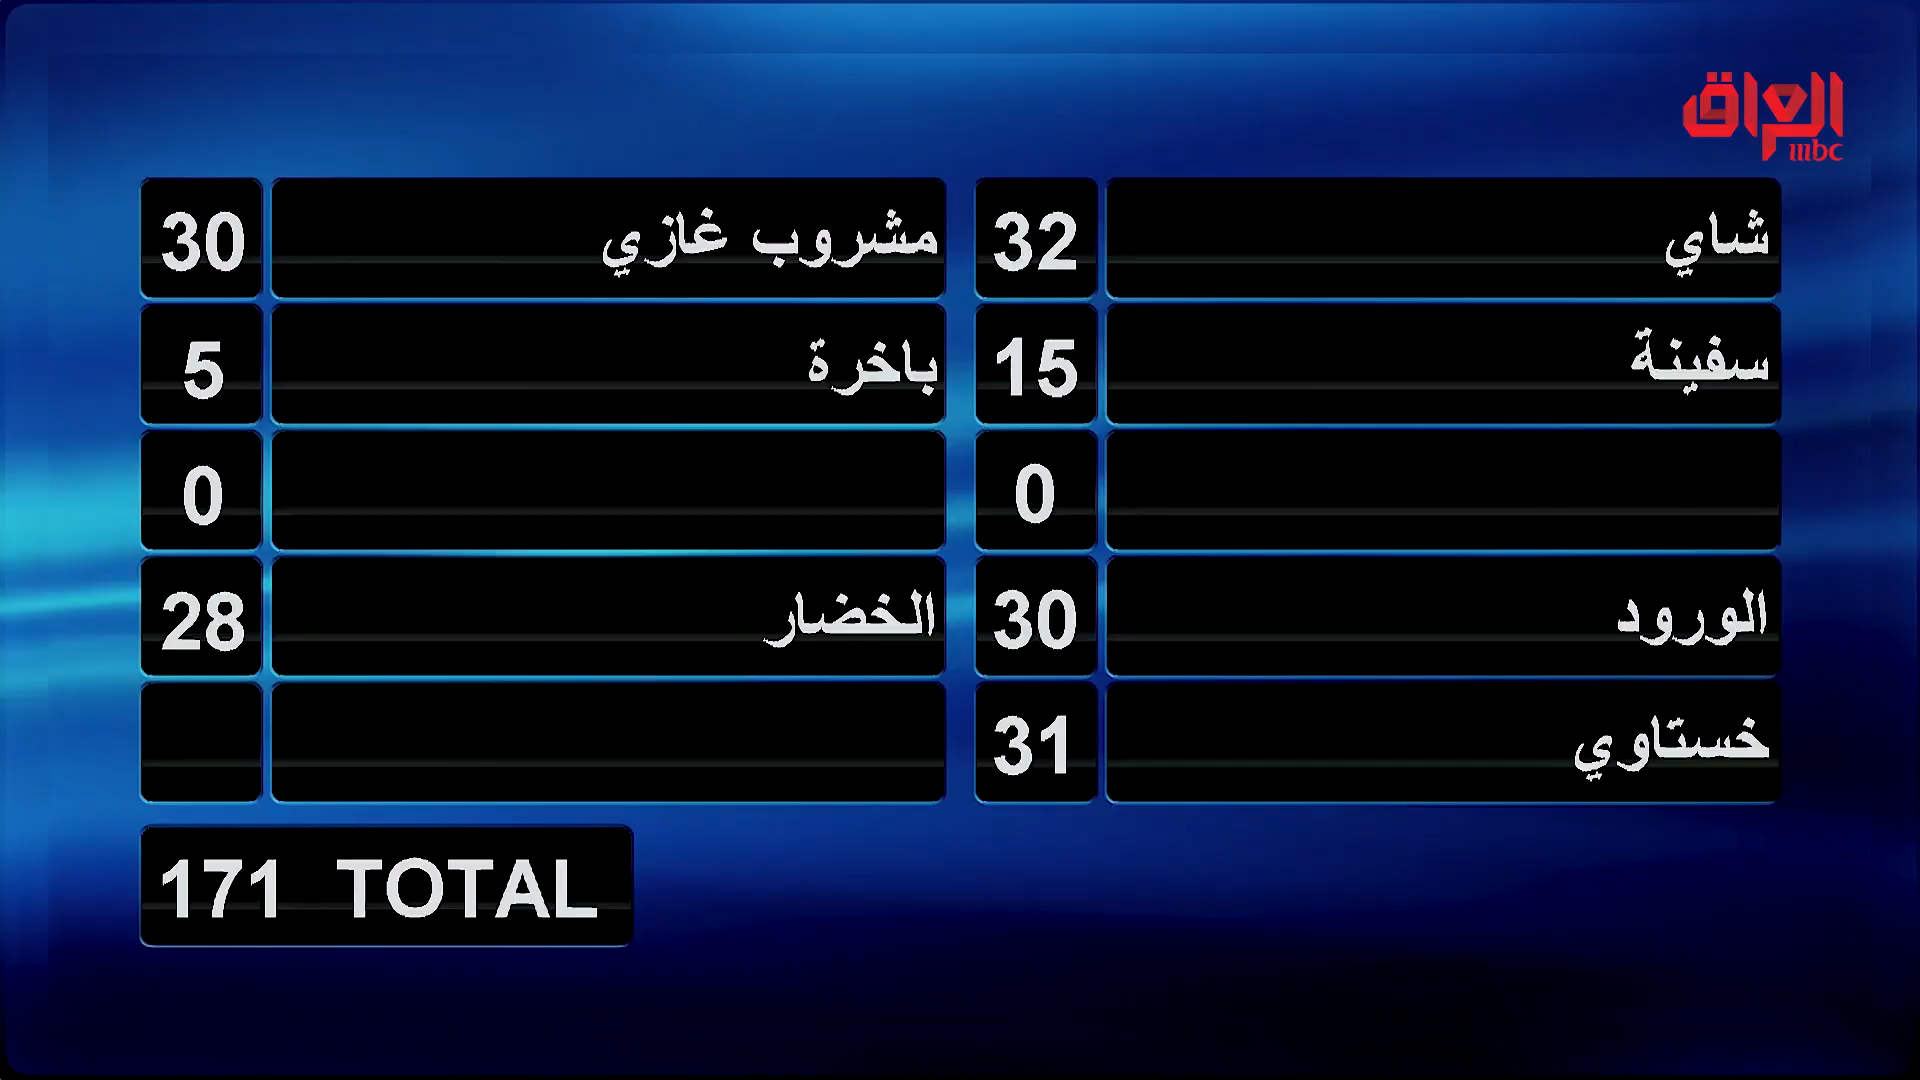 العراق
mbc
شاي 32 مشروب غازي 30
سفينة 15 باخرة 5
0 0
الورود 30 الخضار 28
خستاوي 31
171 TOTAL